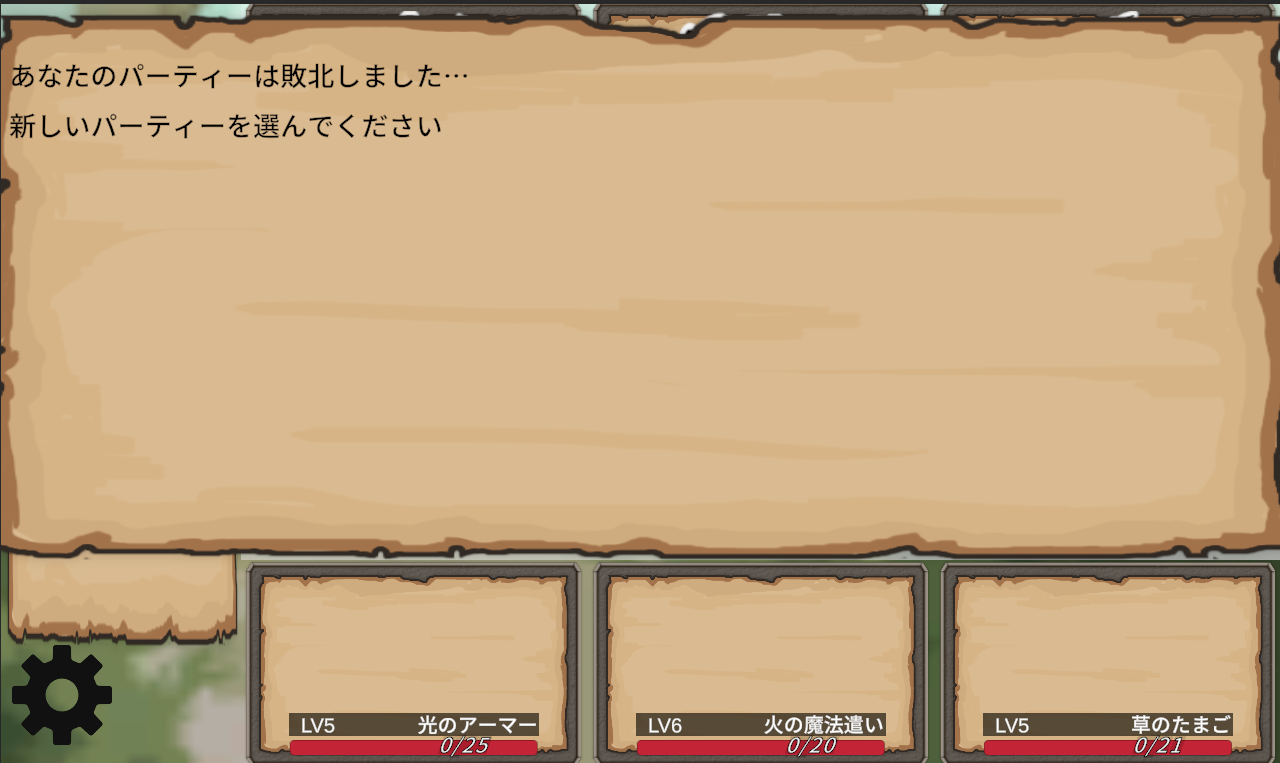 あなたのパーティーは敗北しました…
新しいパーティーを選んでください
LV5 光のアーマー
0/25
LV6 火の魔法遣い
0/20
LV5 草のたまご
0/21